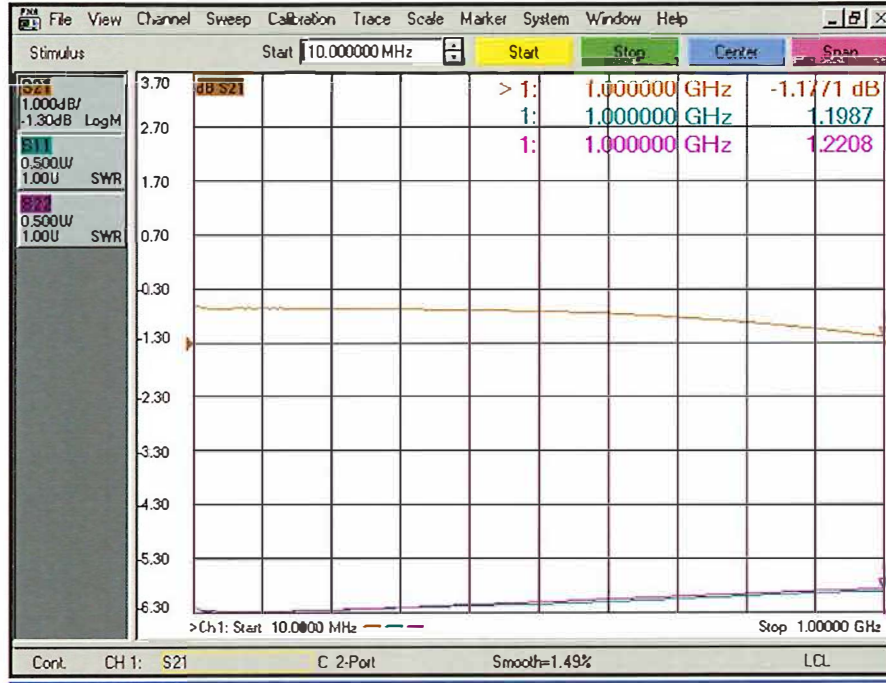 File View Channel Sweep Calibration Trace Scale Marker System Window Help
Stimulus Start 10.000000 MHz Start Stop Center Span
S21
1.000dB/
-1.30dB LogM
S11
0.500U/
1.00U SWR
S22
0.500U/
1.00U SWR
dB S21
> 1: 1.000000 GHz -1.1771 dB
1: 1.000000 GHz 1.1987
1: 1.000000 GHz 1.2208
3.70
2.70
1.70
0.70
-0.30
-1.30
-2.30
-3.30
-4.30
-5.30
-6.30
>Ch1: Start 10.0000 MHz
Stop 1.00000 GHz
Cont. CH 1: S21 C 2-Port Smooth=1.49% LCL